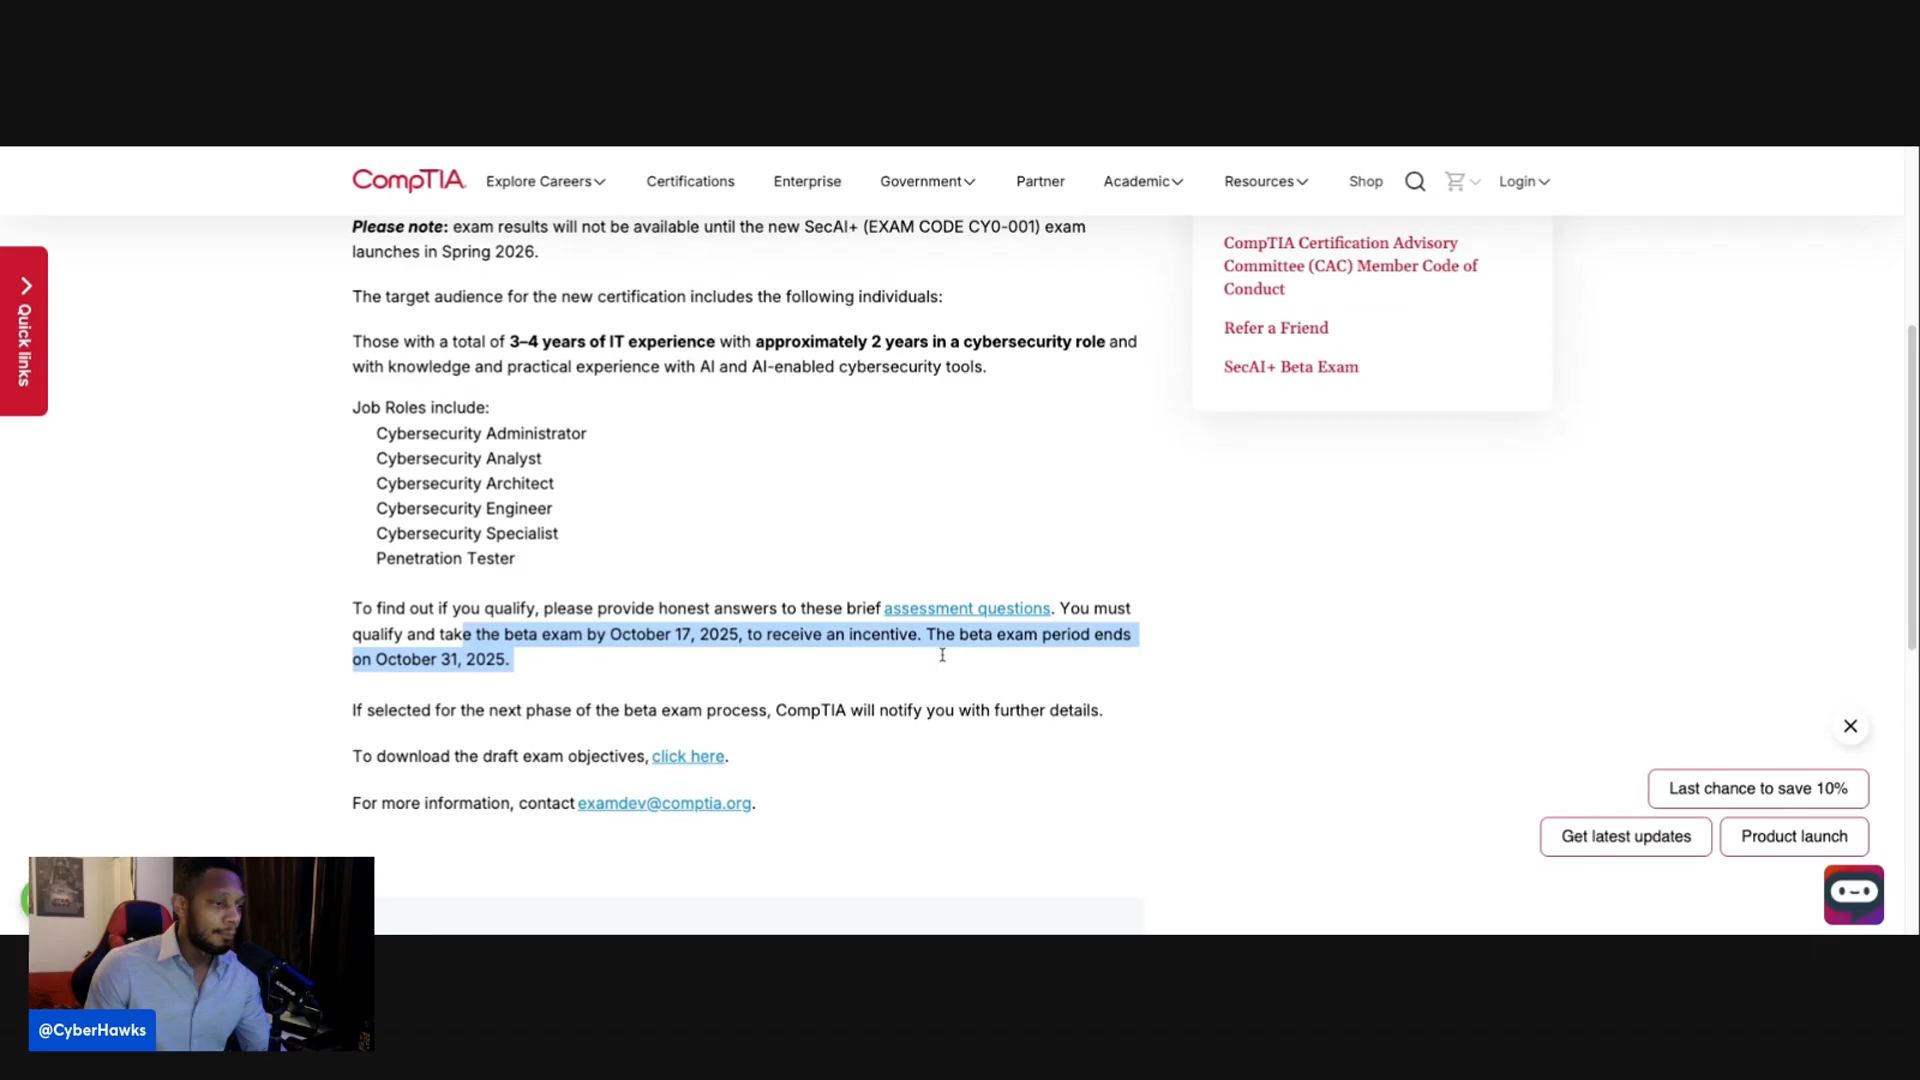 CompTIA Explore Careers Certifications Enterprise Government Partner Academic Resources Shop Login
Quick links
Please note: exam results will not be available until the new SecAI+ (EXAM CODE CY0-001) exam
launches in Spring 2026.
The target audience for the new certification includes the following individuals:
Those with a total of 3–4 years of IT experience with approximately 2 years in a cybersecurity role and
with knowledge and practical experience with AI and AI-enabled cybersecurity tools.
Job Roles include:
Cybersecurity Administrator
Cybersecurity Analyst
Cybersecurity Architect
Cybersecurity Engineer
Cybersecurity Specialist
Penetration Tester
To find out if you qualify, please provide honest answers to these brief assessment questions. You must
qualify and take the beta exam by October 17, 2025, to receive an incentive. The beta exam period ends
on October 31, 2025.
If selected for the next phase of the beta exam process, CompTIA will notify you with further details.
To download the draft exam objectives, click here.
For more information, contact examdev@comptia.org.
CompTIA Certification Advisory
Committee (CAC) Member Code of
Conduct
Refer a Friend
SecAI+ Beta Exam
Last chance to save 10%
Get latest updates Product launch
@CyberHawks